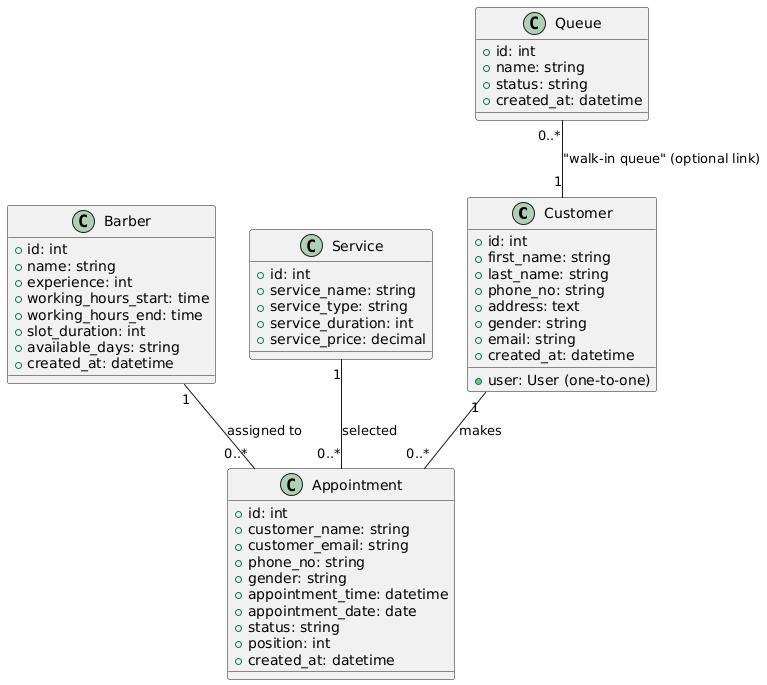 C Queue
id: int
name: string
status: string
created_at: datetime
0..*
"walk-in queue" (optional link)
1
C Barber
id: int
name: string
experience: int
working_hours_start: time
working_hours_end: time
slot_duration: int
available_days: string
created_at: datetime
C Service
id: int
service_name: string
service_type: string
service_duration: int
service_price: decimal
C Customer
id: int
first_name: string
last_name: string
phone_no: string
address: text
gender: string
email: string
created_at: datetime
user: User (one-to-one)
1
assigned to
0..*
1
selected
0..*
1
makes
0..*
C Appointment
id: int
customer_name: string
customer_email: string
phone_no: string
gender: string
appointment_time: datetime
appointment_date: date
status: string
position: int
created_at: datetime